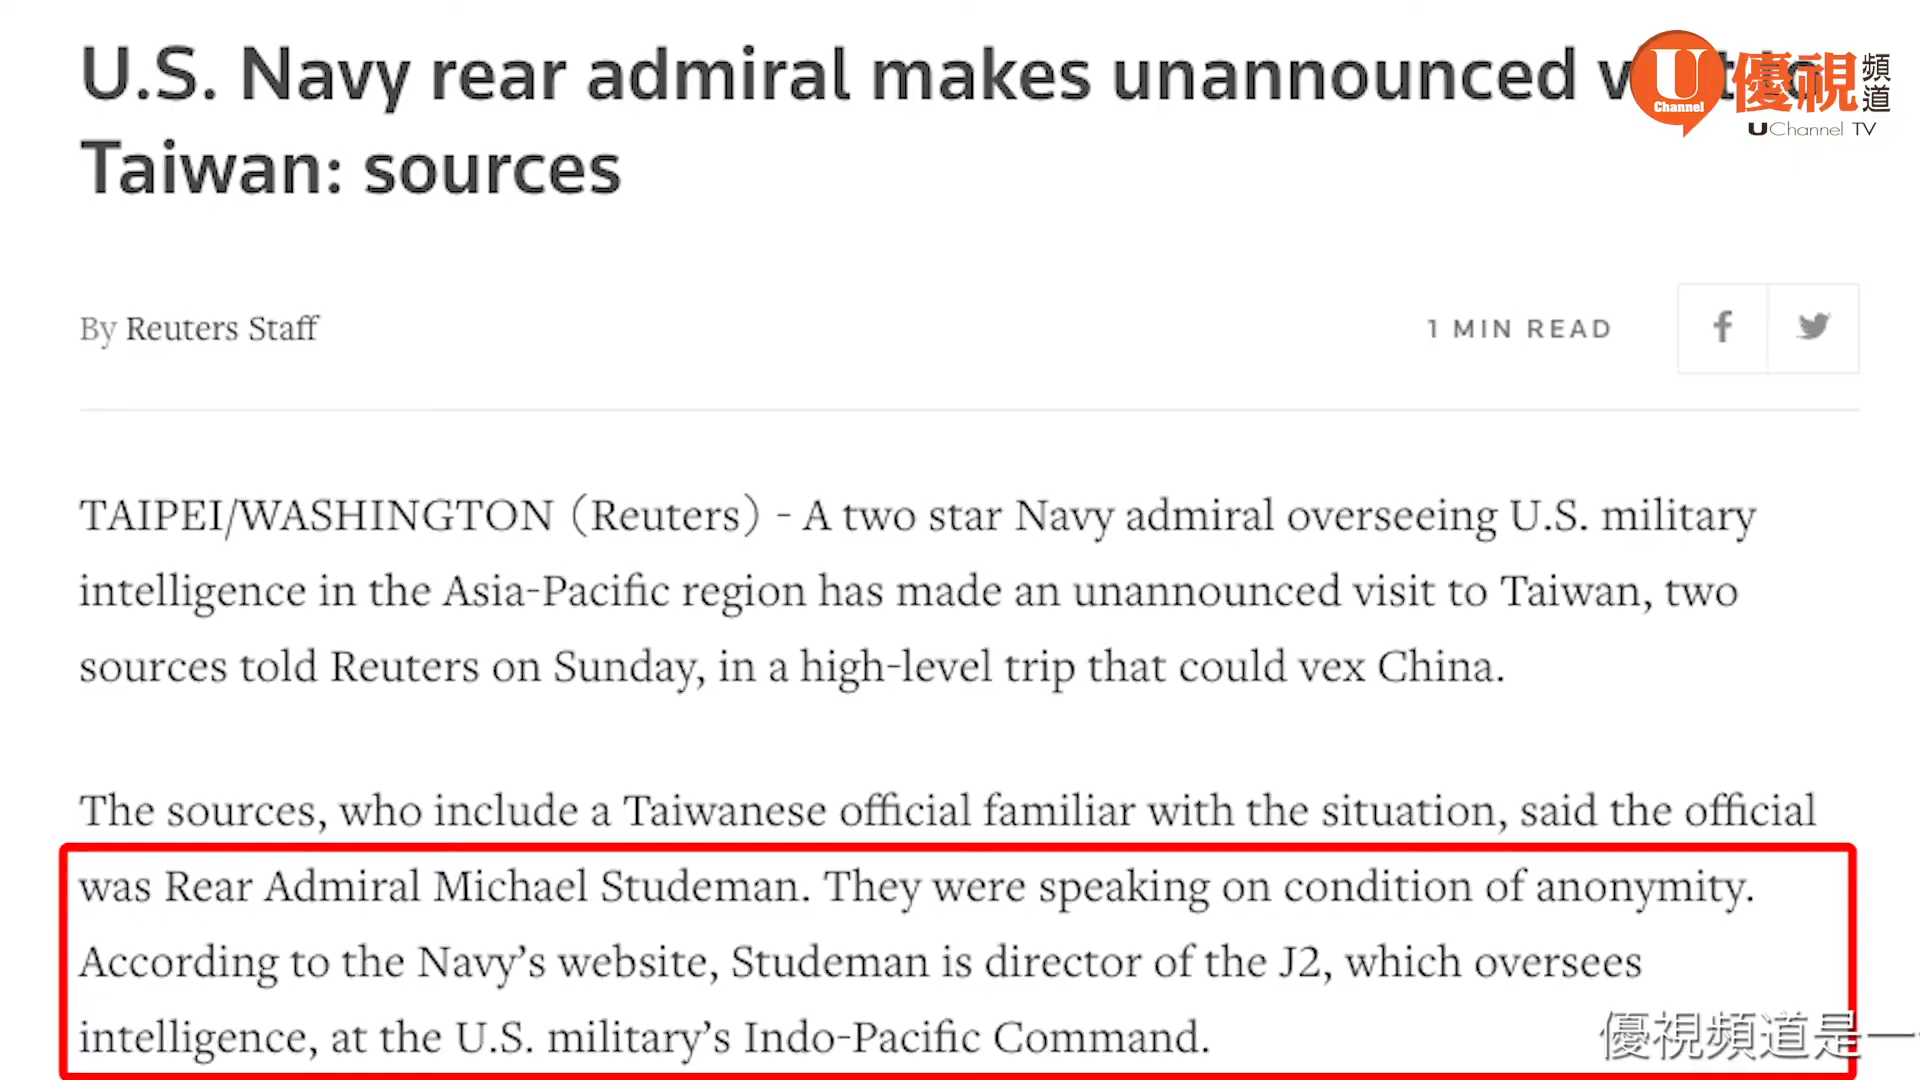 U.S. Navy rear admiral makes unannounced
Taiwan: sources
U
Channel
優視
頻道
UChannel TV
By Reuters Staff
1 MIN READ
TAIPEI/WASHINGTON (Reuters) - A two star Navy admiral overseeing U.S. military
intelligence in the Asia-Pacific region has made an unannounced visit to Taiwan, two
sources told Reuters on Sunday, in a high-level trip that could vex China.
The sources, who include a Taiwanese official familiar with the situation, said the official
was Rear Admiral Michael Studeman. They were speaking on condition of anonymity.
According to the Navy’s website, Studeman is director of the J2, which oversees
intelligence, at the U.S. military’s Indo-Pacific Command.
優視頻道是一